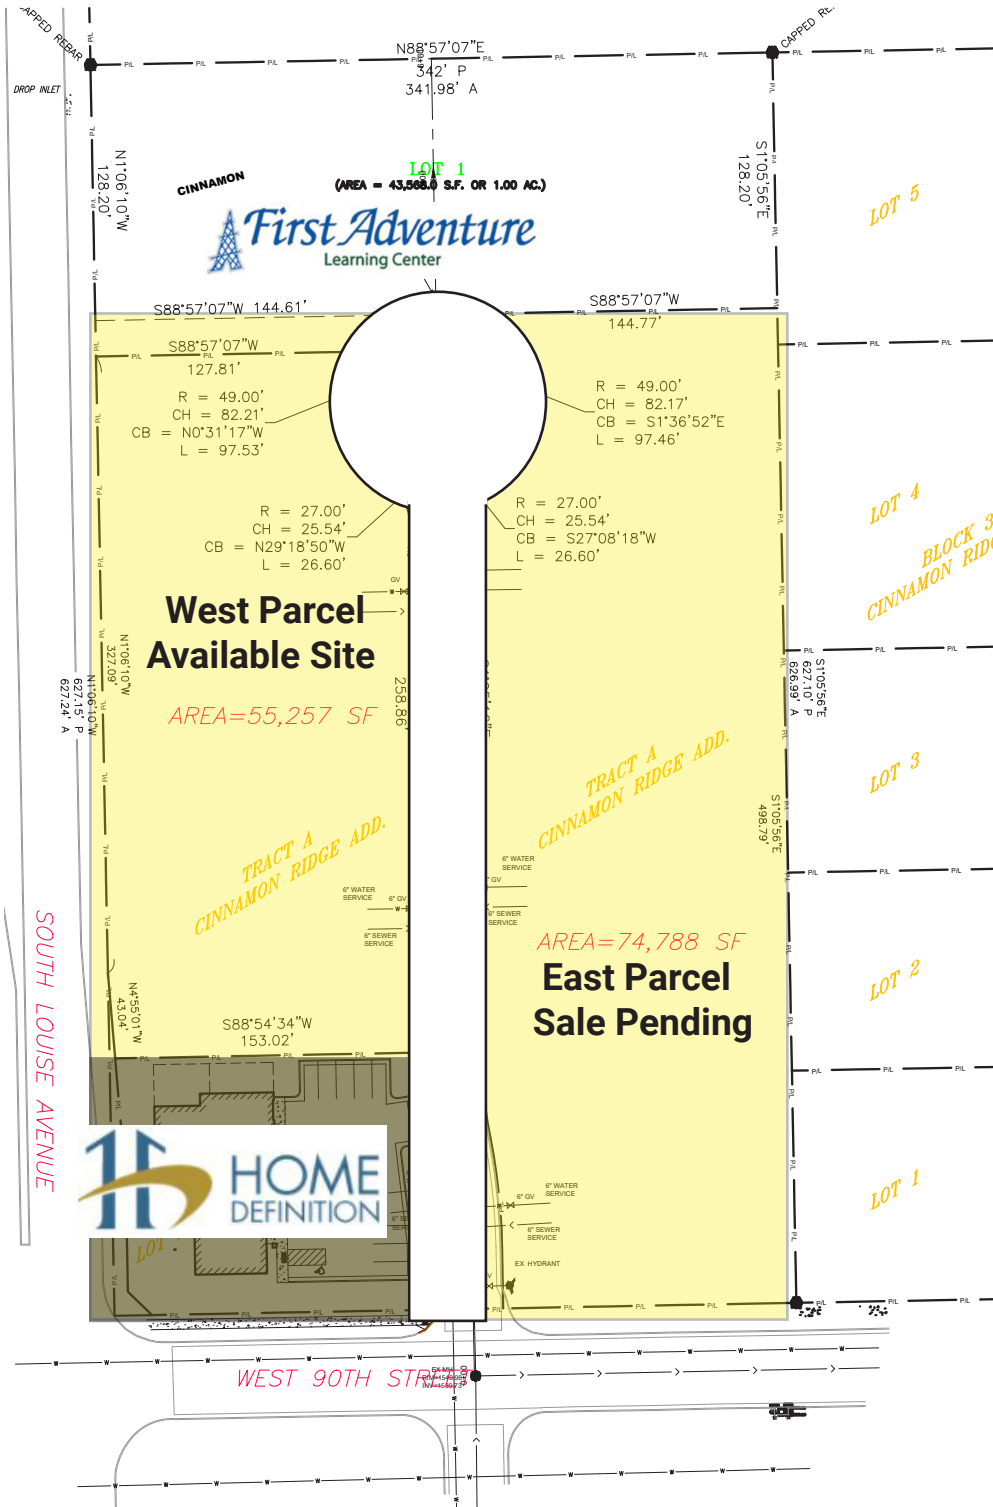 CAPPED REBAR
CAPPED RE
DROP INLET
N88°57'07"E
342' P
341.98' A
N1°06'10"W
128.20'
S1°05'56"E
128.20'
CINNAMON
LOT 1
(AREA = 43,568.0 S.F. OR 1.00 AC.)
First Adventure
Learning Center
LOT 5
S88°57'07"W 144.61'
S88°57'07"W
144.77'
S88°57'07"W
127.81'
R = 49.00'
CH = 82.21'
CB = N0°31'17"W
L = 97.53'
R = 49.00'
CH = 82.17'
CB = S1°36'52"E
L = 97.46'
R = 27.00'
CH = 25.54'
CB = N29°18'50"W
L = 26.60'
R = 27.00'
CH = 25.54'
CB = S27°08'18"W
L = 26.60'
LOT 4
BLOCK 3
CINNAMON RIDG
GV
West Parcel
Available Site
N1°06'10"W
327.09'
N1°06'10"W
627.15' P
627.24' A
258.86'
S1°05'56"E
627.10' P
626.99' A
AREA=55,257 SF
TRACT A
CINNAMON RIDGE ADD.
LOT 3
S1°05'56"E
498.79'
TRACT A
CINNAMON RIDGE ADD.
6" WATER
SERVICE
6" GV
6" SEWER
SERVICE
6" WATER
SERVICE
GV
6" SEWER
SERVICE
AREA=74,788 SF
East Parcel
Sale Pending
LOT 2
SOUTH LOUISE AVENUE
N4°55'01"W
43.04'
S88°54'34"W
153.02'
HOME
DEFINITION
LOT
6" WATER
SERVICE
6" GV
6" SEWER
SERVICE
EX HYDRANT
LOT 1
WEST 90TH STREET
EX MH